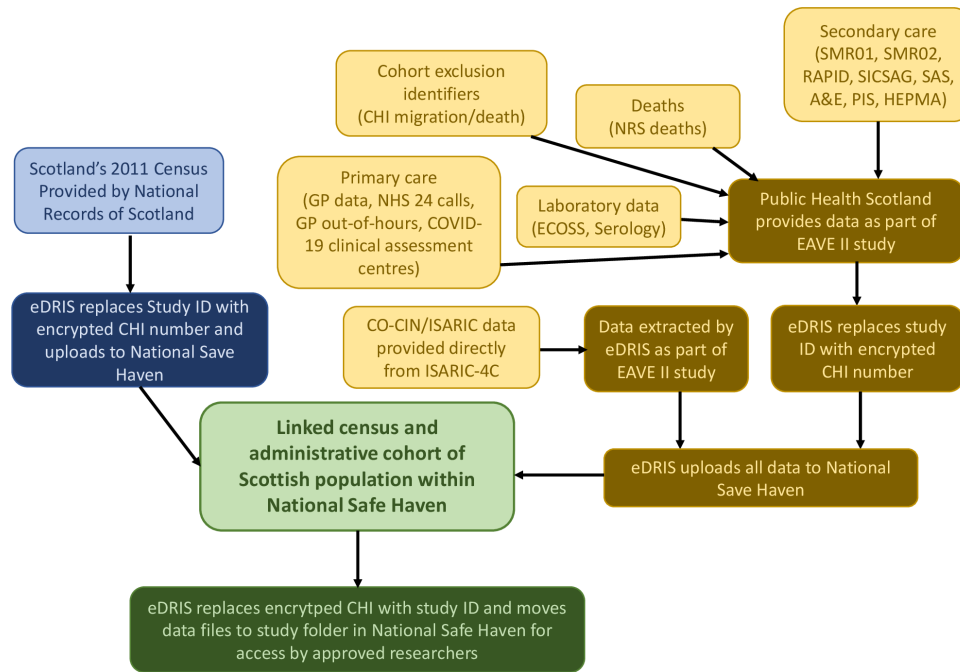 Secondary care
(SMR01, SMR02,
RAPID, SICSAG, SAS,
A&E, PIS, HEPMA)
Cohort exclusion
identifiers
(CHI migration/death)
Deaths
(NRS deaths)
Scotland’s 2011 Census
Provided by National
Records of Scotland
Primary care
(GP data, NHS 24 calls,
GP out-of-hours, COVID-
19 clinical assessment
centres)
Laboratory data
(ECOSS, Serology)
Public Health Scotland
provides data as part of
EAVE II study
eDRIS replaces Study ID with
encrypted CHI number and
uploads to National Save
Haven
CO-CIN/ISARIC data
provided directly
from ISARIC-4C
Data extracted by
eDRIS as part of
EAVE II study
eDRIS replaces study
ID with encrypted
CHI number
Linked census and
administrative cohort of
Scottish population within
National Safe Haven
eDRIS uploads all data to National
Save Haven
eDRIS replaces encrytped CHI with study ID and moves
data files to study folder in National Safe Haven for
access by approved researchers